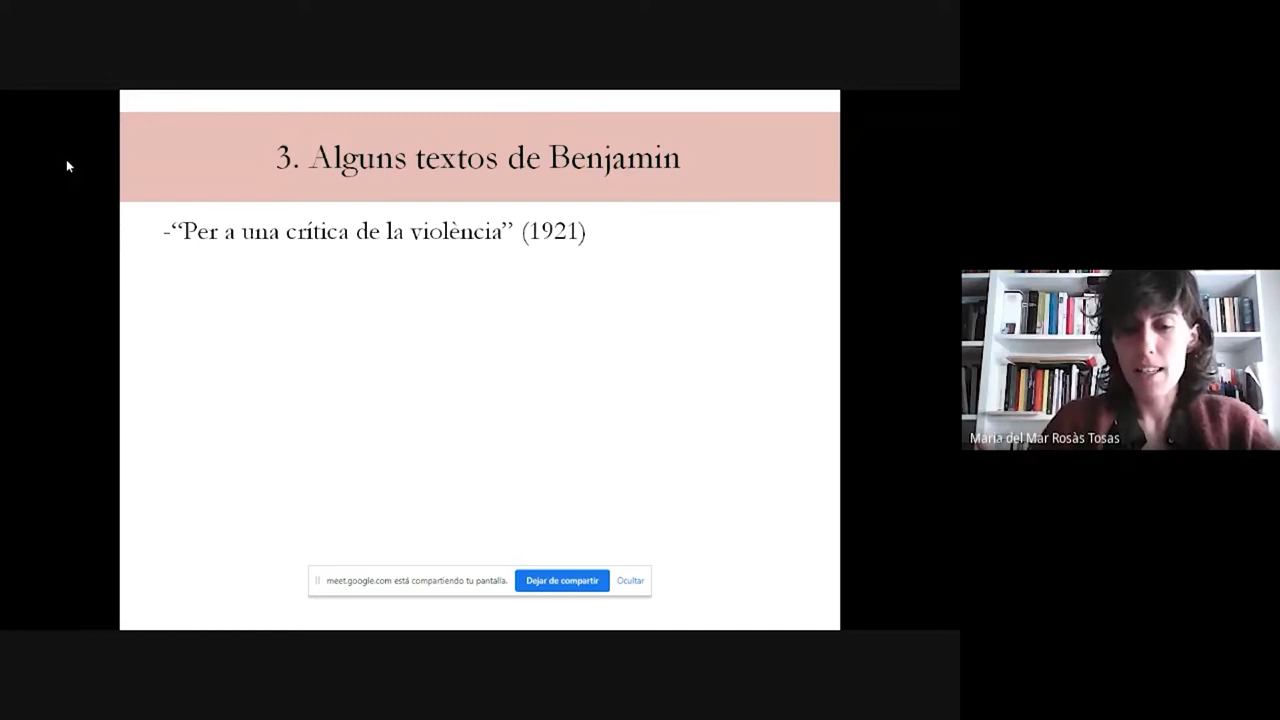 3. Alguns textos de Benjamin
-“Per a una crítica de la violència” (1921)
meet.google.com está compartiendo tu pantalla. Dejar de compartir Ocultar
Maria del Mar Rosàs Tosas